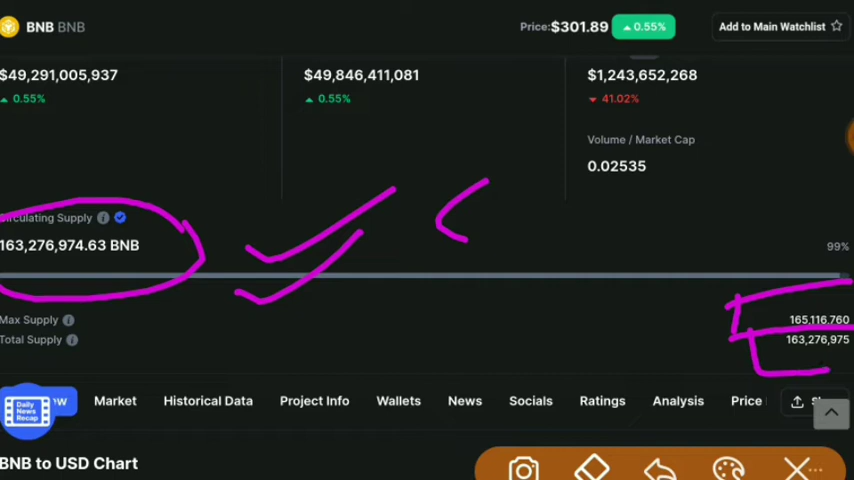 BNB BNB
Price:$301.89 0.55%
Add to Main Watchlist
$49,291,005,937
0.55%
$49,846,411,081
0.55%
$1,243,652,268
41.02%
Volume / Market Cap
0.02535
Circulating Supply
163,276,974.63 BNB
99%
Max Supply
165,116,760
Total Supply
163,276,975
Daily
News
Recap
Market
Historical Data
Project Info
Wallets
News
Socials
Ratings
Analysis
Price
BNB to USD Chart